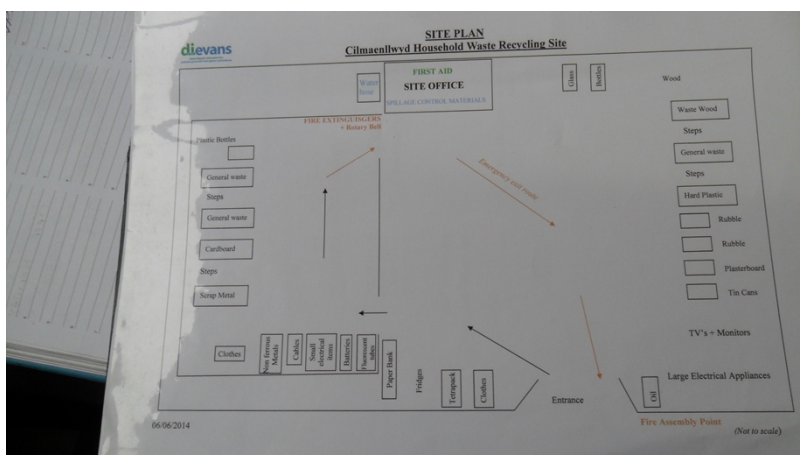 dievans
SITE PLAN
Cilmaenllwyd Household Waste Recycling Site
Water
butt
FIRST AID
SITE OFFICE
SPILLAGE CONTROL MATERIALS
Glass
Bottles
Wood
FIRE EXTINGUISGERS
+ Rotary Bell
Plastic Bottles
General waste
Steps
General waste
Cardboard
Steps
Scrap Metal
Emergency exit route
Waste Wood
Steps
General waste
Steps
Hard Plastic
Rubble
Rubble
Plasterboard
Tin Cans
TV's + Monitors
Large Electrical Appliances
Clothes
Non ferrous
Metals
Cables
Small
electrical
items
Batteries
Fluoresant
tubes
Paper Bank
Fridges
Tetrapack
Clothes
Entrance
Oil
Fire Assembly Point
06/06/2014
(Not to scale)